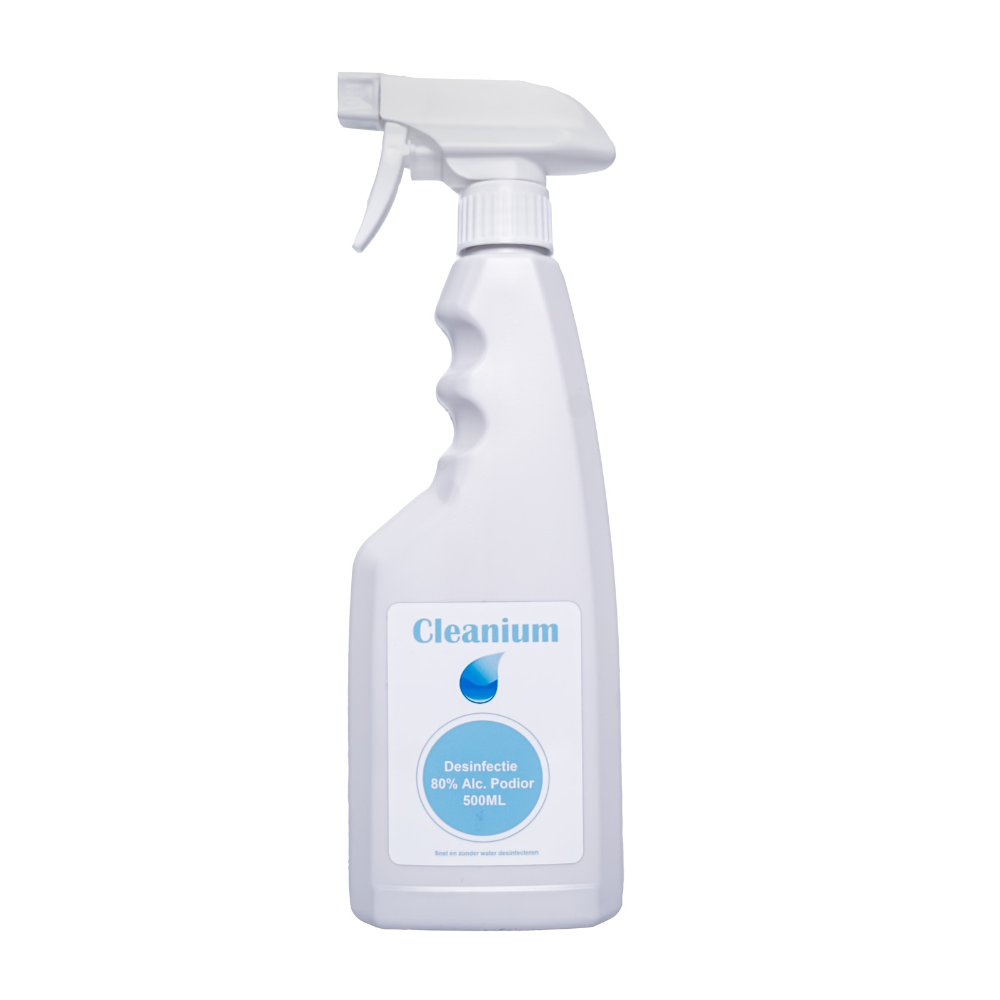 Cleanium
Desinfectie
80% Alc. Podior
500ML
Snel en zonder water desinfecteren